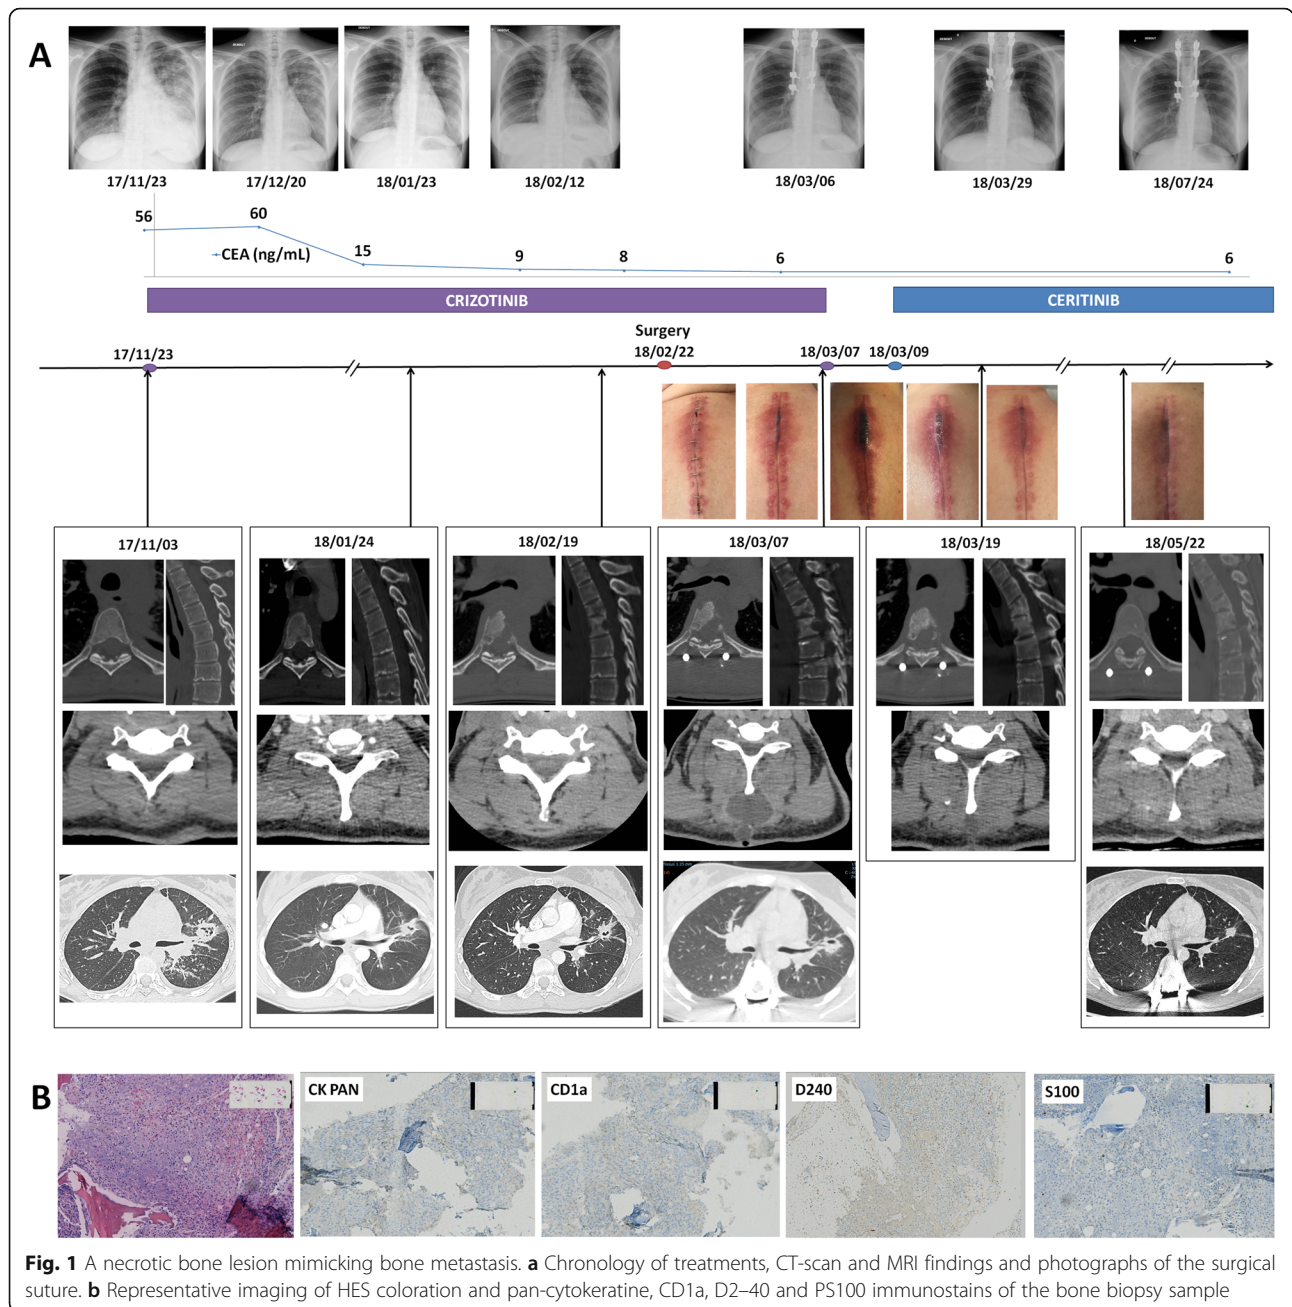 A
17/11/23
17/12/20
18/01/23
18/02/12
18/03/06
18/03/29
18/07/24
56
60
15
9
8
6
6
CEA (ng/mL)
CRIZOTINIB
CERITINIB
Surgery
17/11/23
18/02/22
18/03/07
18/03/09
17/11/03
18/01/24
18/02/19
18/03/07
18/03/19
18/05/22
B
CK PAN
CD1a
D240
S100
Fig. 1 A necrotic bone lesion mimicking bone metastasis. a Chronology of treatments, CT-scan and MRI findings and photographs of the surgical
suture. b Representative imaging of HES coloration and pan-cytokeratine, CD1a, D2–40 and PS100 immunostains of the bone biopsy sample